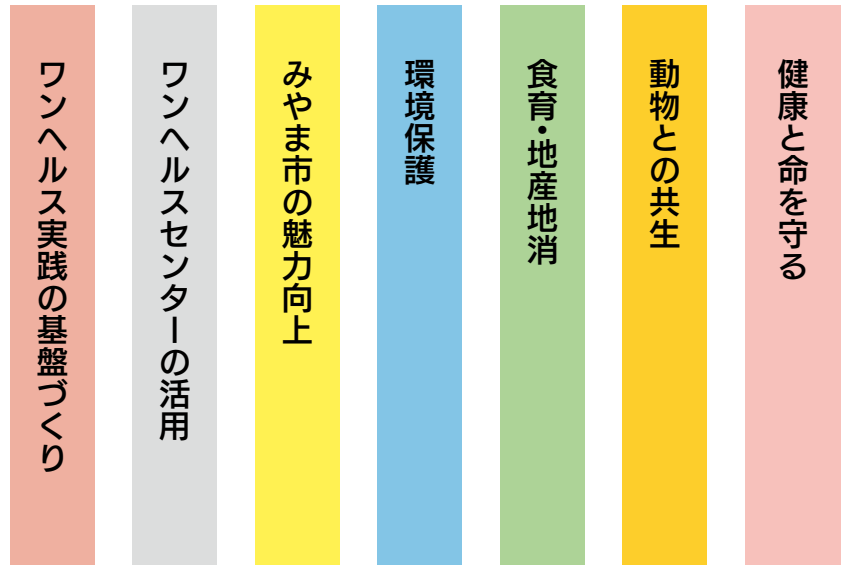 健康と命を守る
動物との共生
食育・地産地消
環境保護
みやま市の魅力向上
ワンヘルスセンターの活用
ワンヘルス実践の基盤づくり